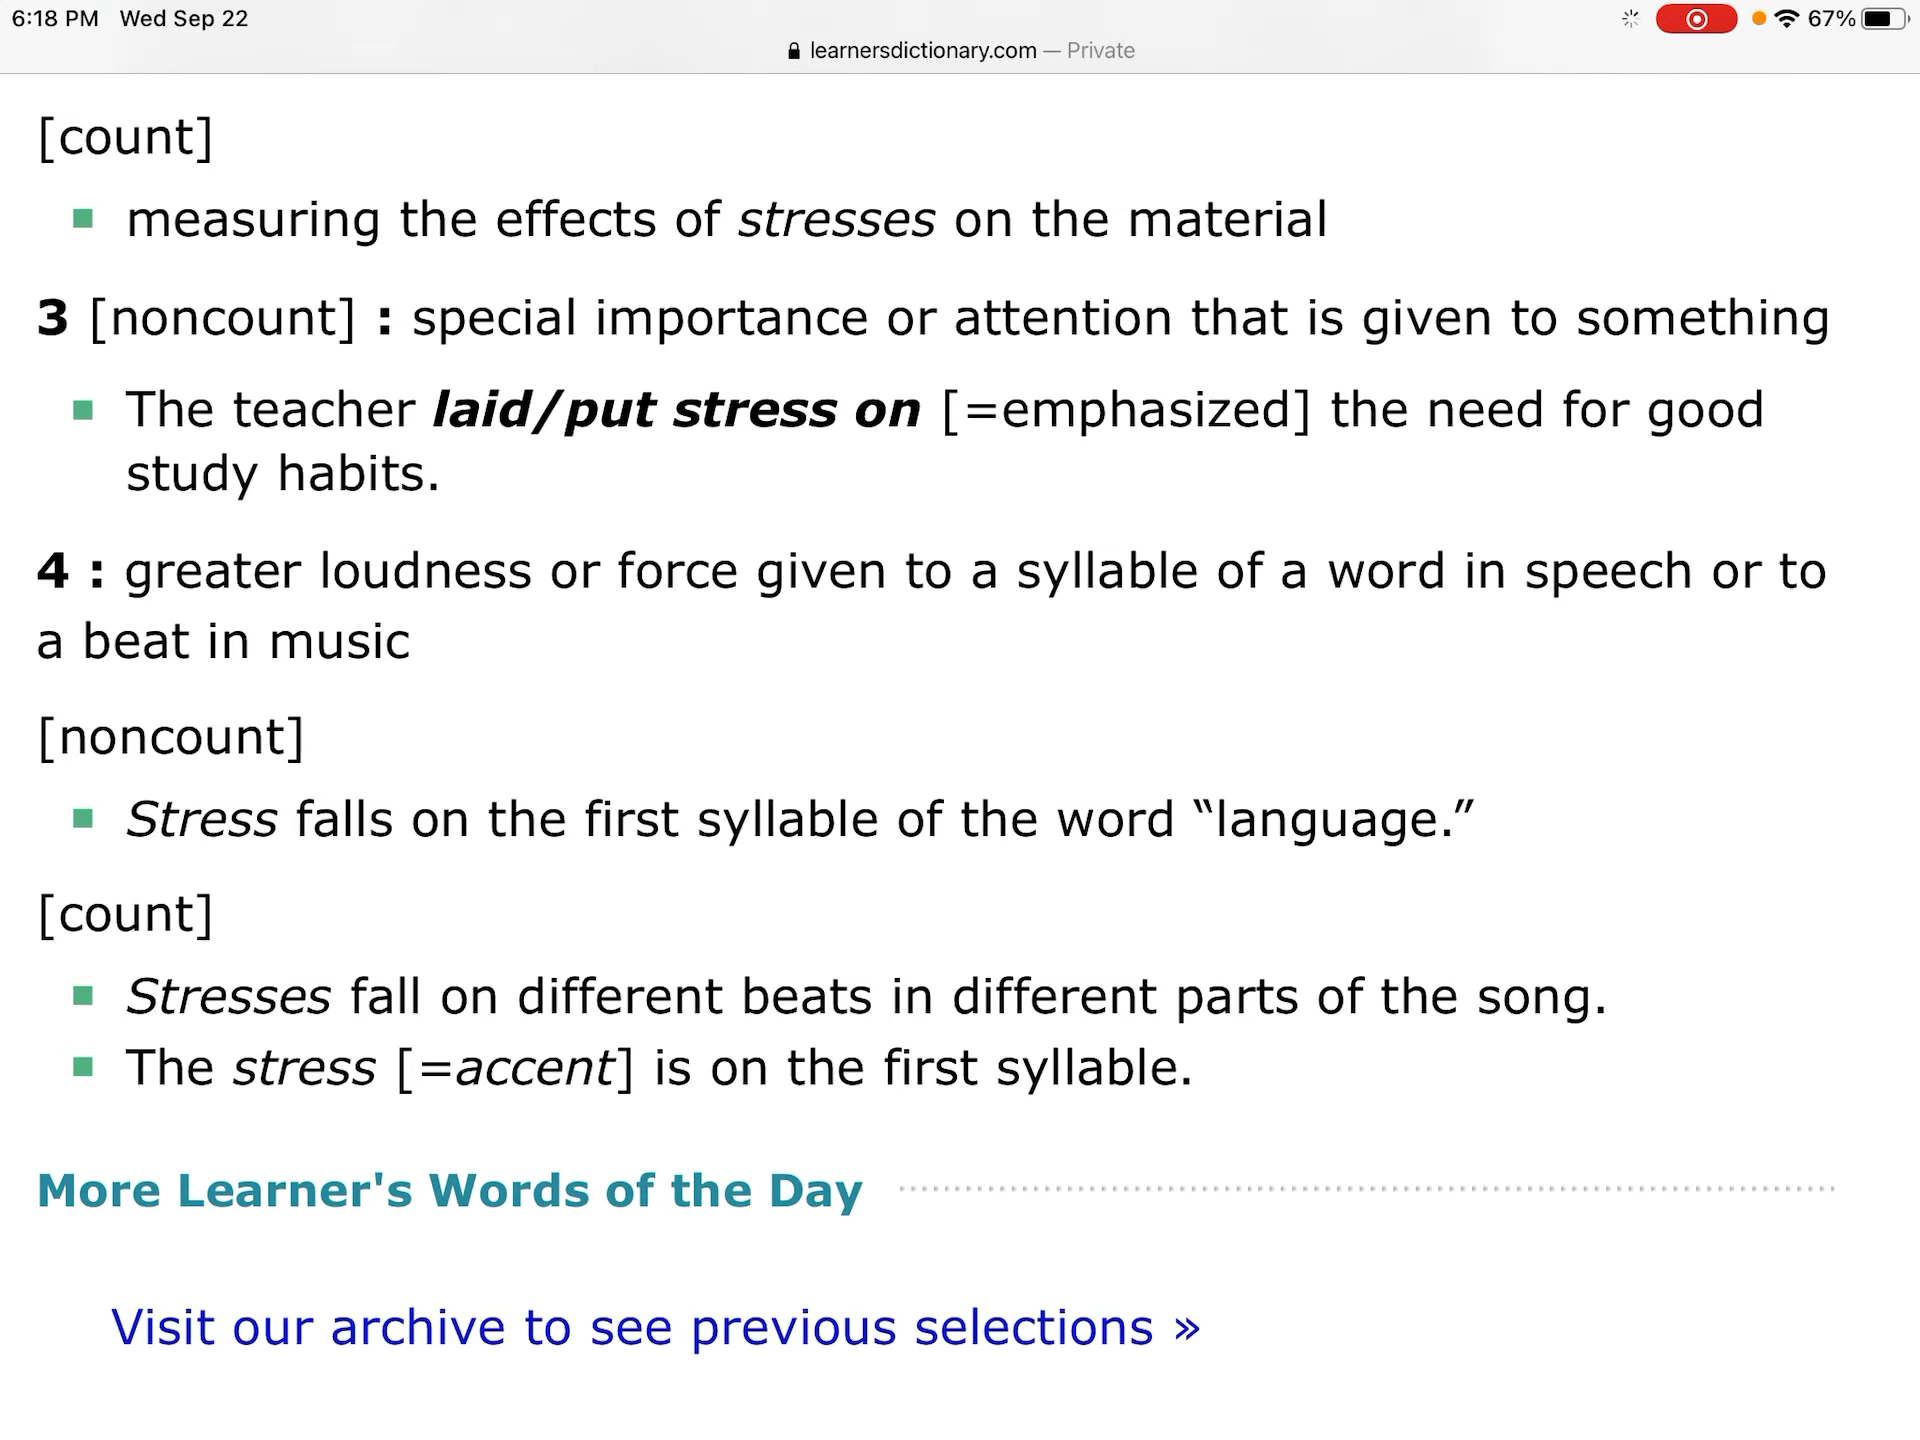 6:18 PM Wed Sep 22
67%
learnersdictionary.com — Private
[count]
measuring the effects of stresses on the material
3 [noncount] : special importance or attention that is given to something
The teacher laid/put stress on [=emphasized] the need for good
study habits.
4 : greater loudness or force given to a syllable of a word in speech or to
a beat in music
[noncount]
Stress falls on the first syllable of the word “language.”
[count]
Stresses fall on different beats in different parts of the song.
The stress [=accent] is on the first syllable.
More Learner's Words of the Day
Visit our archive to see previous selections »